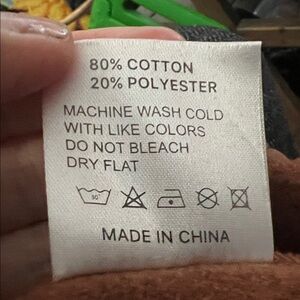 80% COTTON
20% POLYESTER
MACHINE WASH COLD
WITH LIKE COLORS
DO NOT BLEACH
DRY FLAT
MADE IN CHINA